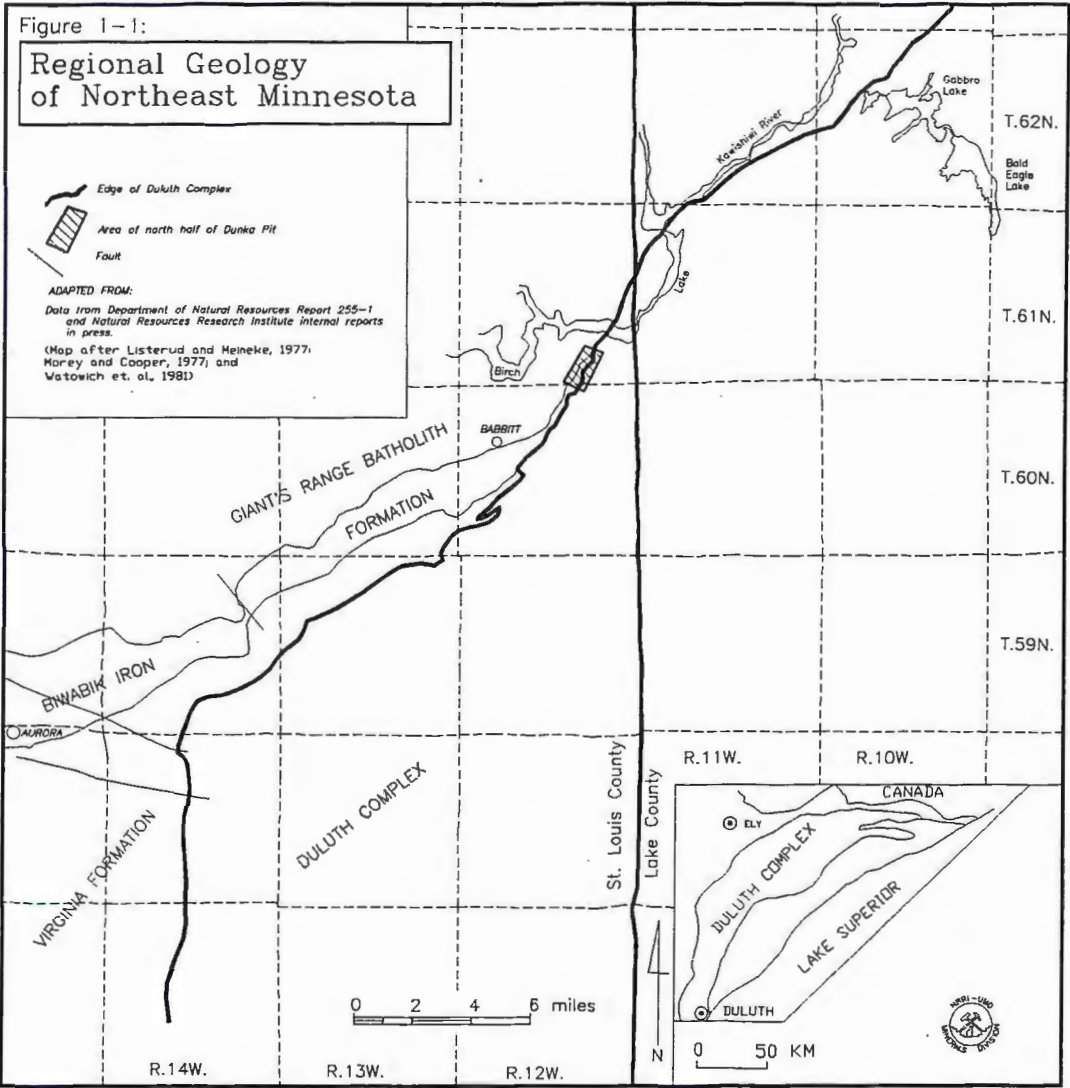 Figure 1-1:
Regional Geology
of Northeast Minnesota
Edge of Duluth Complex
Area of north half of Dunka Pit
Fault
ADAPTED FROM:
Data from Department of Natural Resources Report 255-1
and Natural Resources Research Institute internal reports
in press.
(Map after Listerud and Meineke, 1977;
Morey and Cooper, 1977; and
Watowich et. al., 1981)
Gabbro
Lake
T.62N.
Kawishiwi River
Bald
Eagle
Lake
Lake
T.61N.
Birch
BABBITT
GIANT'S RANGE BATHOLITH
T.60N.
FORMATION
T.59N.
BIWABIK IRON
AURORA
R.11W.
R.10W.
St. Louis County
Lake County
DULUTH COMPLEX
VIRGINIA FORMATION
CANADA
ELY
DULUTH COMPLEX
LAKE SUPERIOR
DULUTH
0 50 KM
NRRI-UMD
MINERALS DIVISION
N
0 2 4 6 miles
R.14W.
R.13W.
R.12W.